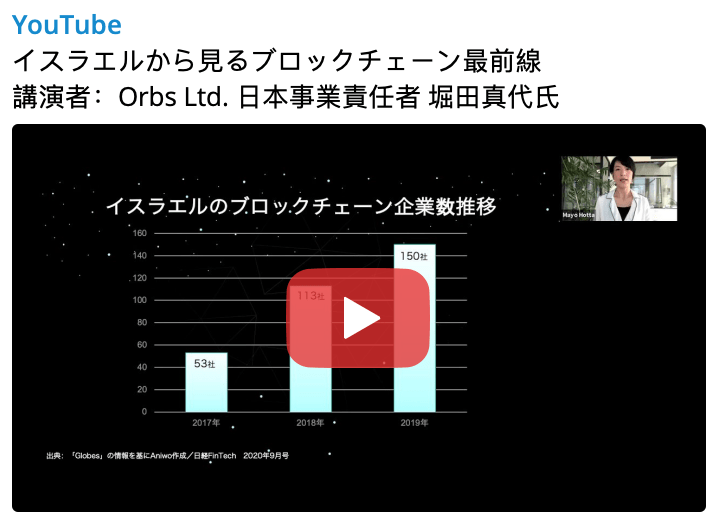 YouTube
イスラエルから見るブロックチェーン最前線
講演者：Orbs Ltd. 日本事業責任者 堀田真代氏
イスラエルのブロックチェーン企業数推移
Mayo Hotta
160
140
120
100
80
60
40
20
0
53社
113社
150社
2017年
2018年
2019年
出典：「Globes」の情報を基にAniwo作成／日経FinTech 2020年9月号